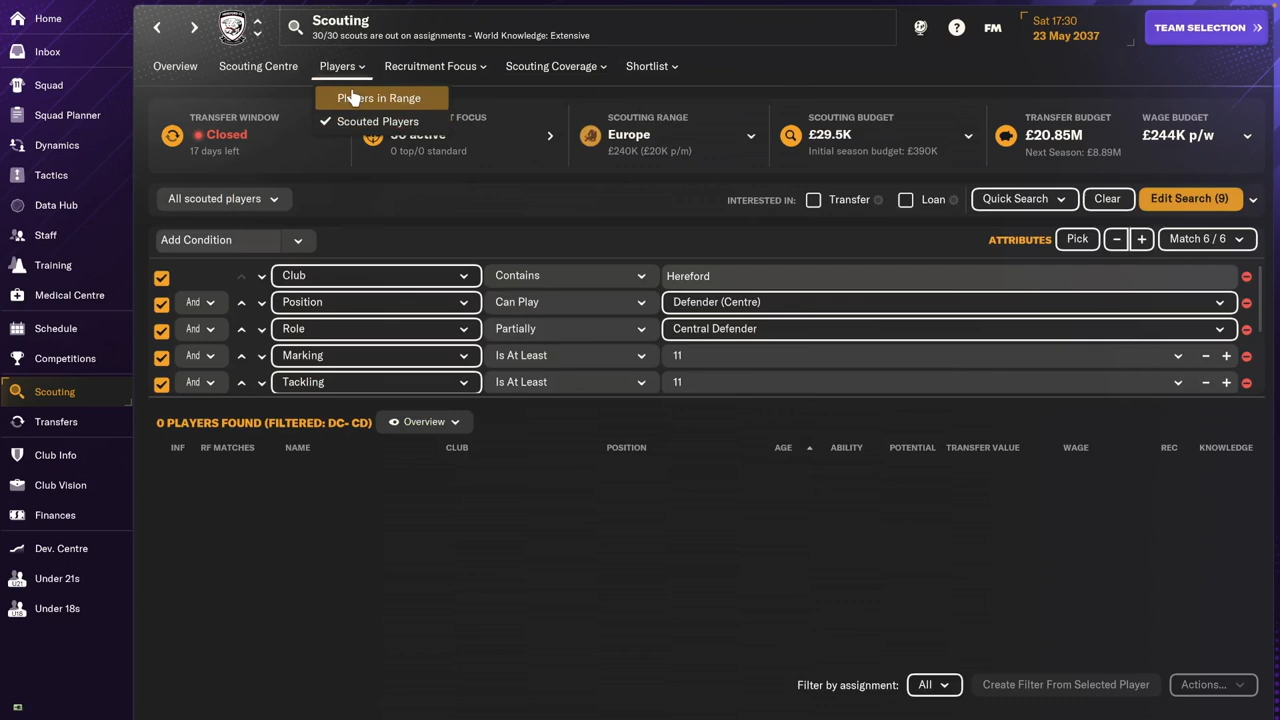 Home
Inbox
Squad
Squad Planner
Dynamics
Tactics
Data Hub
Staff
Training
Medical Centre
Schedule
Competitions
Scouting
Transfers
Club Info
Club Vision
Finances
Dev. Centre
Under 21s
Under 18s
Scouting
30/30 scouts are out on assignments - World Knowledge: Extensive
FM
Sat 17:30
23 May 2037
TEAM SELECTION
Overview
Scouting Centre
Players
Recruitment Focus
Scouting Coverage
Shortlist
in Range
Scouted Players
TRANSFER WINDOW
Closed
17 days left
FOCUS
active
0 top/0 standard
SCOUTING RANGE
Europe
£240K (£20K p/m)
SCOUTING BUDGET
£29.5K
Initial season budget: £390K
TRANSFER BUDGET
£20.85M
Next Season: £8.89M
WAGE BUDGET
£244K p/w
All scouted players
INTERESTED IN:
Transfer
Loan
Quick Search
Clear
Edit Search (9)
Add Condition
ATTRIBUTES
Pick
Match 6 / 6
Club Contains Hereford
And Position Can Play Defender (Centre)
And Role Partially Central Defender
And Marking Is At Least 11
And Tackling Is At Least 11
0 PLAYERS FOUND (FILTERED: DC- CD)
Overview
INF RF MATCHES NAME CLUB POSITION AGE ABILITY POTENTIAL TRANSFER VALUE WAGE REC KNOWLEDGE
Filter by assignment:
All
Create Filter From Selected Player
Actions...